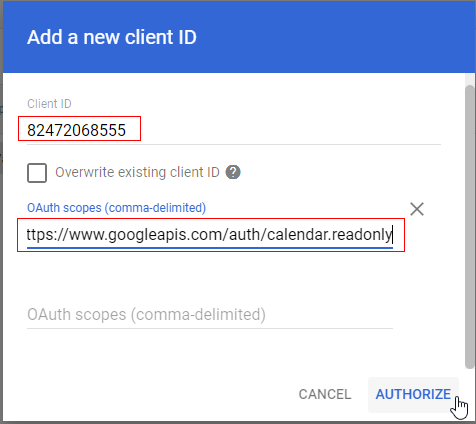 Add a new client ID
Client ID
82472068555
Overwrite existing client ID ?
OAuth scopes (comma-delimited)
ttps://www.googleapis.com/auth/calendar.readonly
OAuth scopes (comma-delimited)
CANCEL AUTHORIZE